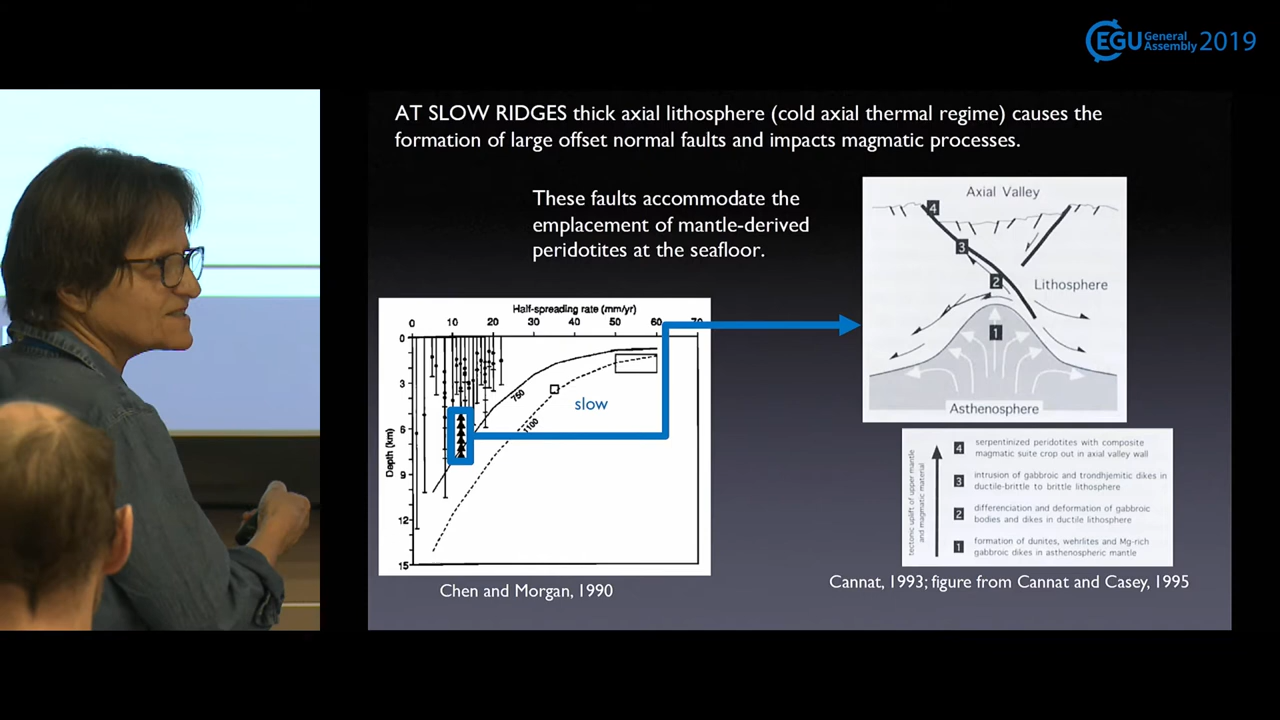 EGU General Assembly 2019
AT SLOW RIDGES thick axial lithosphere (cold axial thermal regime) causes the
formation of large offset normal faults and impacts magmatic processes.
These faults accommodate the
emplacement of mantle-derived
peridotites at the seafloor.
Axial Valley
4
3
2
Lithosphere
1
Asthenosphere
Half-spreading rate (mm/yr)
0 10 20 30 40 50 60 70
0
3
6
9
12
15
Depth (km)
750
1100
slow
tectonic uplift of upper mantle
and magmatic material
4 serpentinized peridotites with composite
magmatic suite crop out in axial valley wall
3 intrusion of gabbroic and trondhjemitic dikes in
ductile-brittle to brittle lithosphere
2 differenciation and deformation of gabbroic
bodies and dikes in ductile lithosphere
1 formation of dunites, wehrlites and Mg-rich
gabbroic dikes in asthenospheric mantle
Chen and Morgan, 1990
Cannat, 1993; figure from Cannat and Casey, 1995